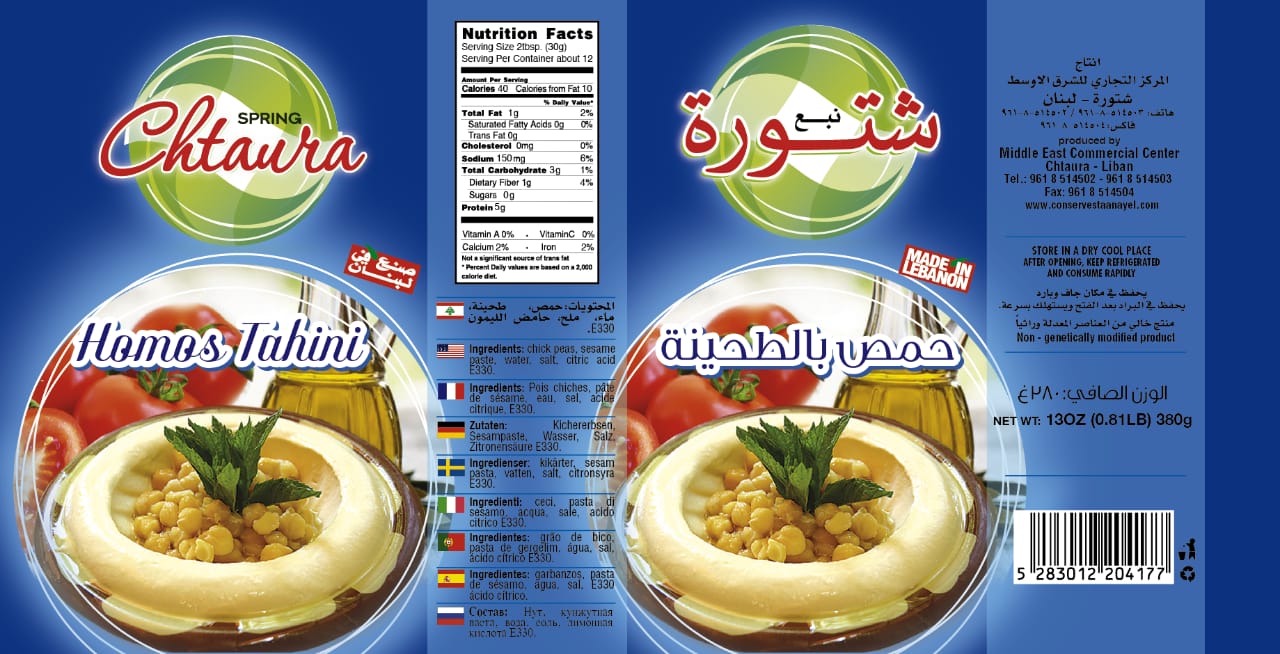 SPRING
Chtaura
صنع في
لبنان
Homos Tahini
Nutrition Facts
Serving Size 2tbsp. (30g)
Serving Per Container about 12
Amount Per Serving
Calories 40 Calories from Fat 10
% Daily Value*
Total Fat 1g 2%
Saturated Fatty Acids 0g 0%
Trans Fat 0g
Cholesterol 0mg 0%
Sodium 150mg 6%
Total Carbohydrate 3g 1%
Dietary Fiber 1g 4%
Sugars 0g
Protein 5g
Vitamin A 0% • VitaminC 0%
Calcium 2% • Iron 2%
Not a significant source of trans fat
* Percent Daily values are based on a 2,000
calorie diet.
المحتويات: حمص، طحينة،
ماء، ملح، حامض الليمون
E330.
Ingredients: chick peas, sesame
paste, water, salt, citric acid
E330.
Ingredients: Pois chiches, pâte
de sésame, eau, sel, acide
citrique, E330.
Zutaten: Kichererbsen,
Sesampaste, Wasser, Salz,
Zitronensäure E330.
Ingredienser: kikärter, sesam
pasta, vatten, salt, citronsyra
E330.
Ingredienti: ceci, pasta di
sesamo, acqua, sale, acido
citrico E330.
Ingredientes: grão de bico,
pasta de gergelim, água, sal,
ácido cítrico E330.
Ingredientes: garbanzos, pasta
de sésamo, agua, sal, E330
ácido cítrico.
Состав: Нут, кунжутная
паста, вода, соль, лимонная
кислота E330.
نبع
شتورة
MADE IN
LEBANON
حمص بالطحينة
انتاج
المركز التجاري للشرق الاوسط
شتورة - لبنان
هاتف: ٥١٤٥٠٣-٨-٩٦١ / ٥١٤٥٠٢-٨-٩٦١
فاكس: ٥١٤٥٠٤-٨-٩٦١
produced by
Middle East Commercial Center
Chtaura - Liban
Tel.: 961 8 514502 - 961 8 514503
Fax: 961 8 514504
www.conservestaanayel.com
STORE IN A DRY COOL PLACE
AFTER OPENING, KEEP REFRIGERATED
AND CONSUME RAPIDLY
يحفظ في مكان جاف وبارد
يحفظ في البراد بعد الفتح ويستهلك بسرعة.
منتج خالي من العناصر المعدلة وراثياً
Non - genetically modified product
الوزن الصافي: ٣٨٠غ
NET WT: 13OZ (0.81LB) 380g
5 283012 204177